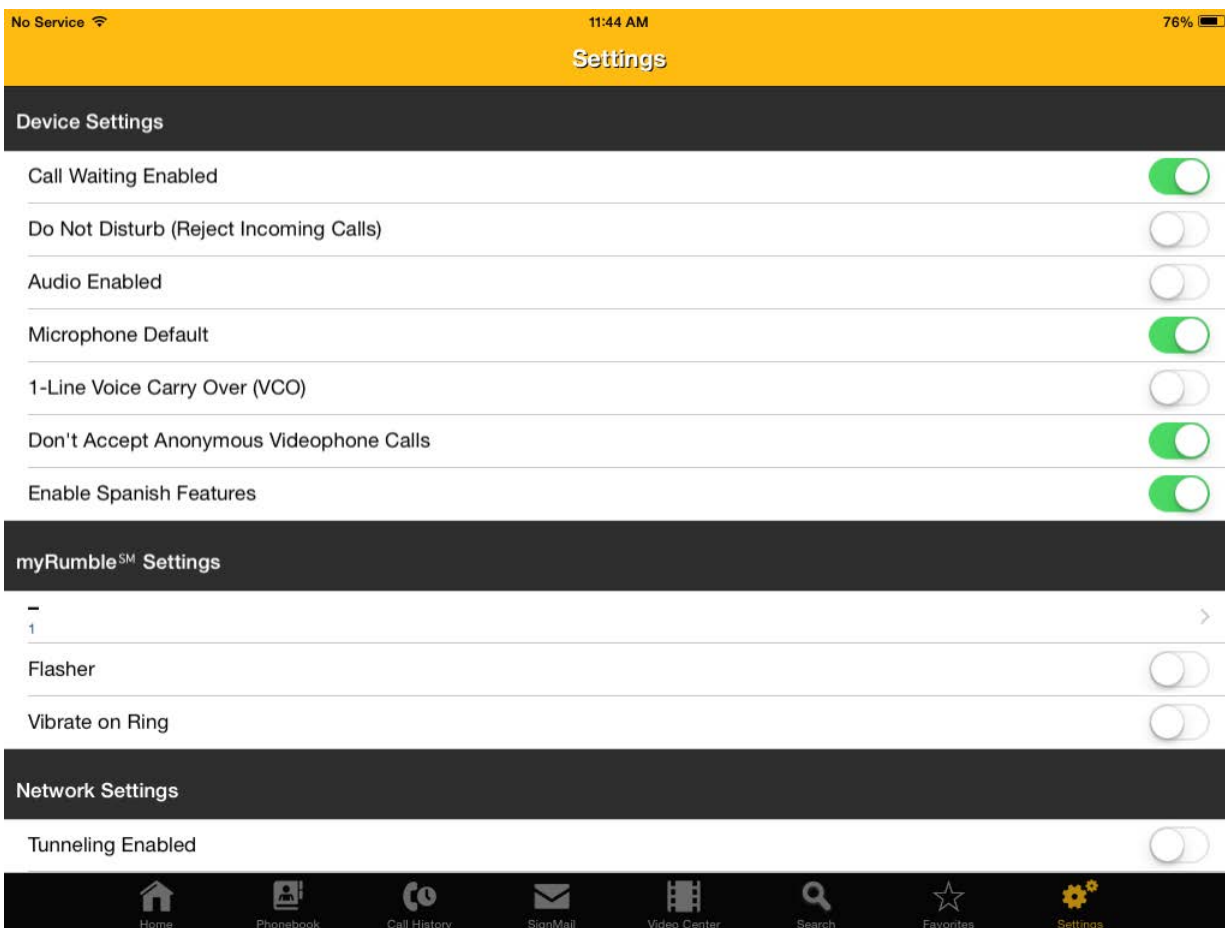 No Service 11:44 AM 76%
Settings
Device Settings
Call Waiting Enabled
Do Not Disturb (Reject Incoming Calls)
Audio Enabled
Microphone Default
1-Line Voice Carry Over (VCO)
Don't Accept Anonymous Videophone Calls
Enable Spanish Features
myRumble℠ Settings
–
1
Flasher
Vibrate on Ring
Network Settings
Tunneling Enabled
Home Phonebook Call History SignMail Video Center Search Favorites Settings